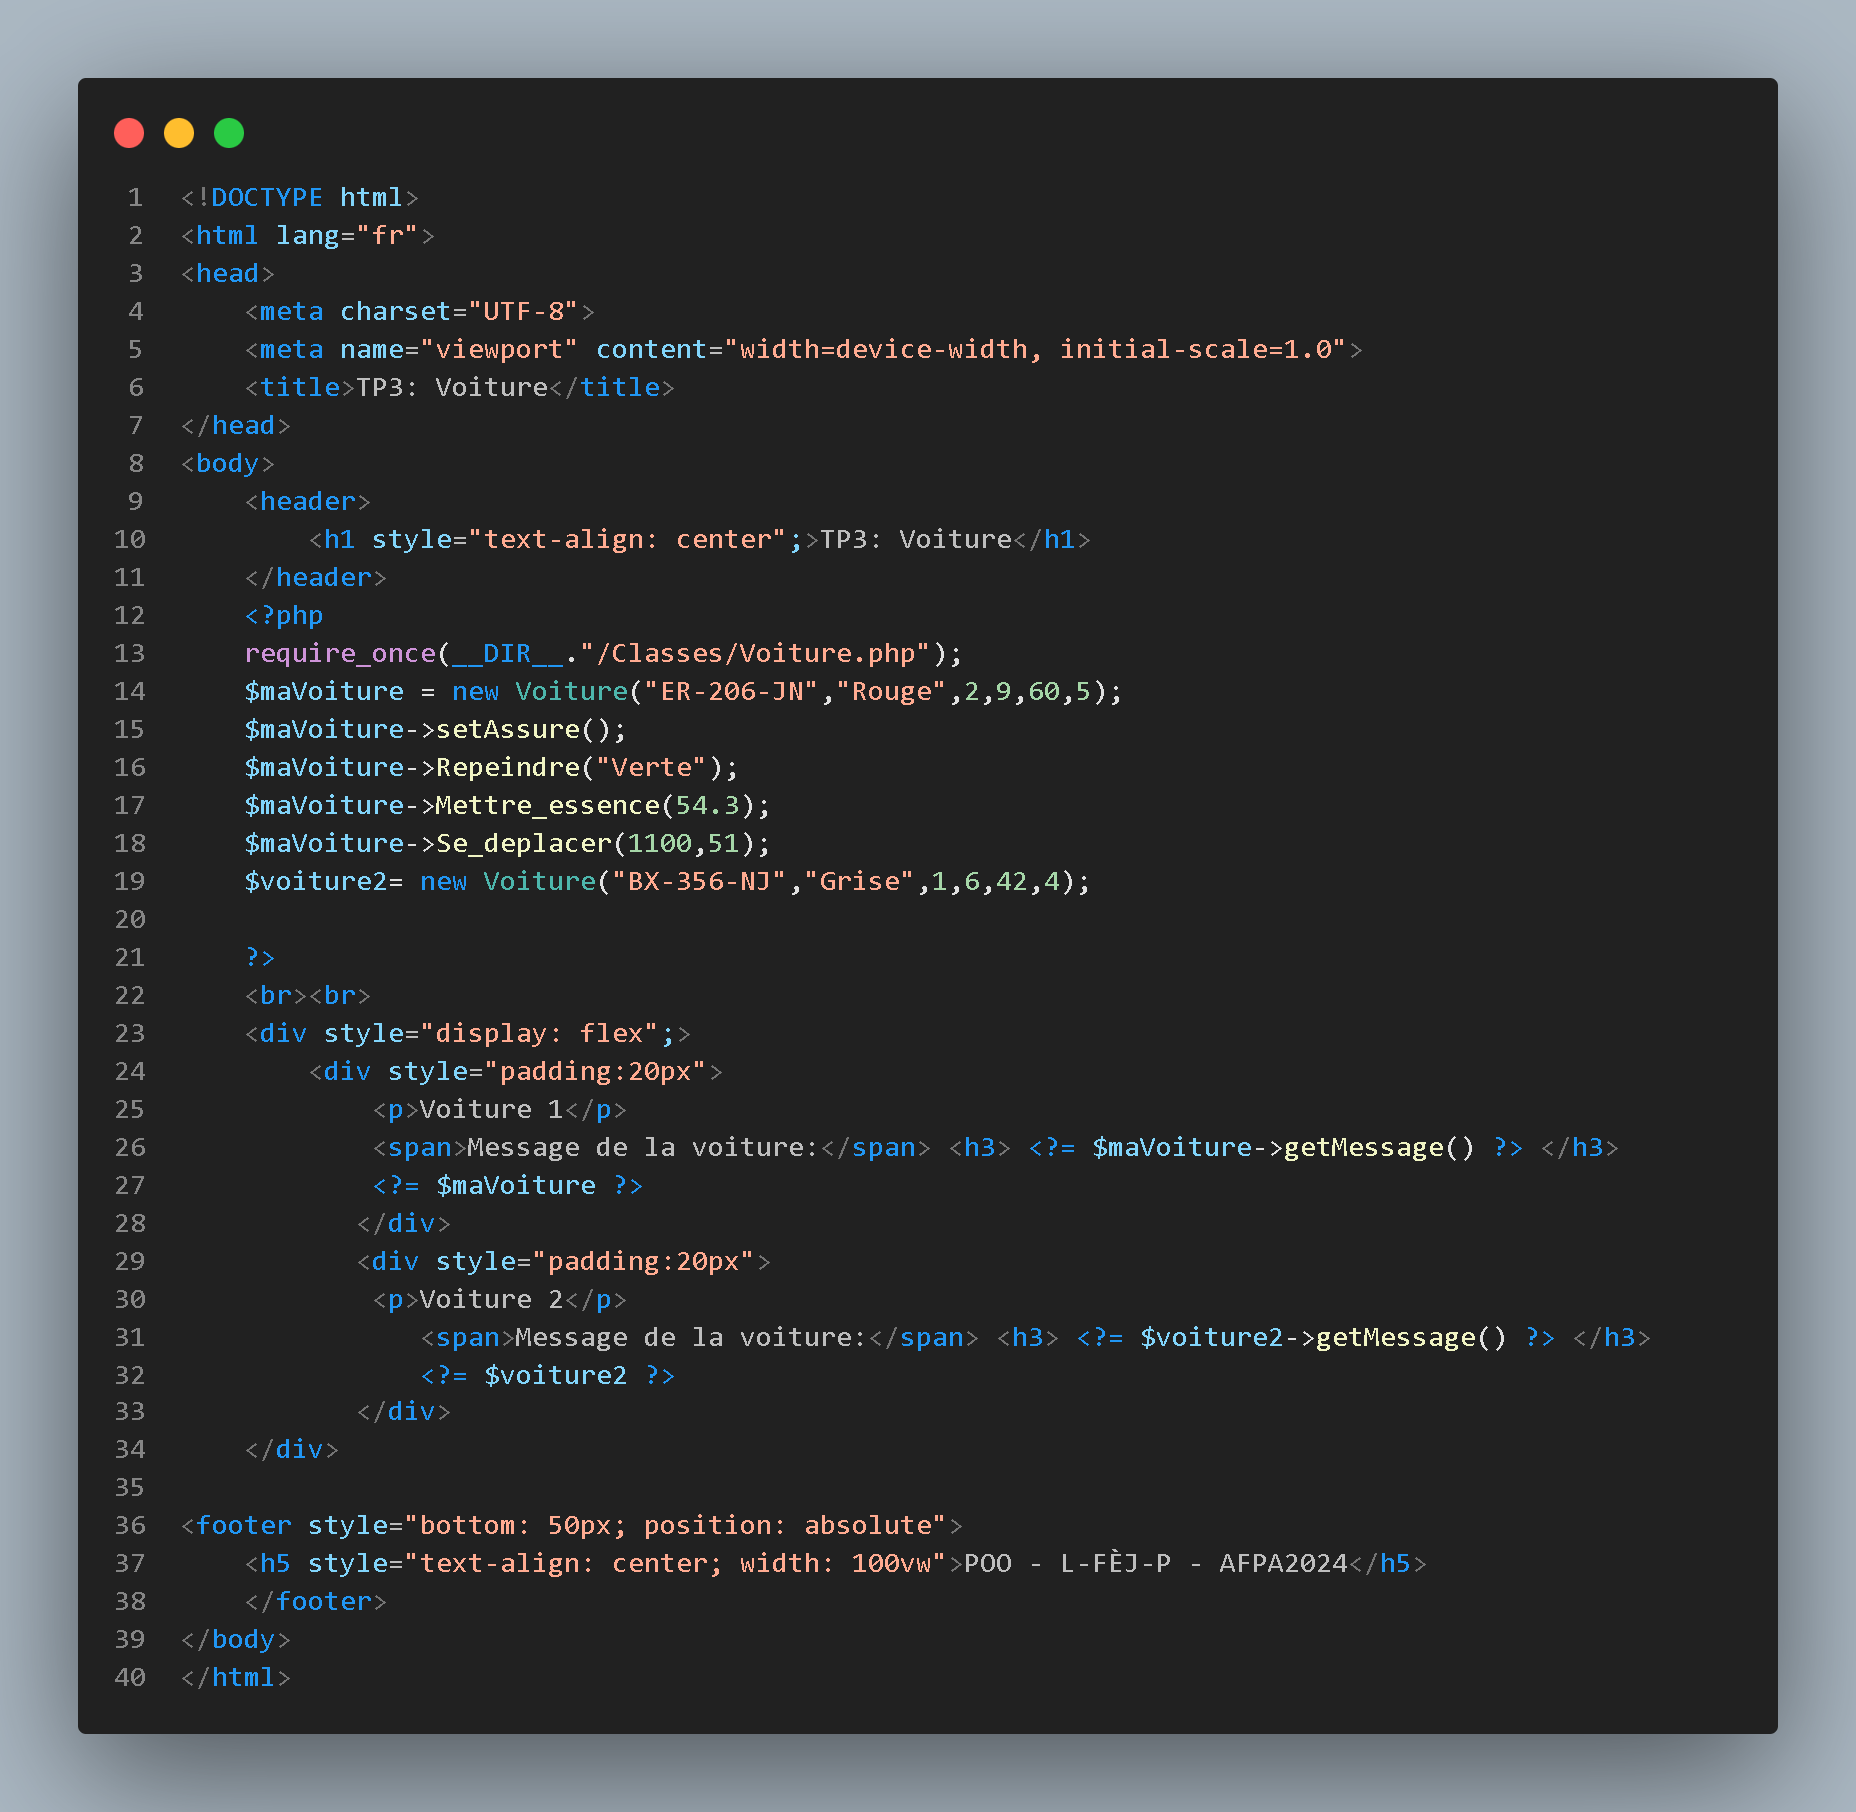 1 <!DOCTYPE html>
2 <html lang="fr">
3 <head>
4     <meta charset="UTF-8">
5     <meta name="viewport" content="width=device-width, initial-scale=1.0">
6     <title>TP3: Voiture</title>
7 </head>
8 <body>
9     <header>
10         <h1 style="text-align: center";>TP3: Voiture</h1>
11     </header>
12     <?php
13     require_once(__DIR__."/Classes/Voiture.php");
14     $maVoiture = new Voiture("ER-206-JN","Rouge",2,9,60,5);
15     $maVoiture->setAssure();
16     $maVoiture->Repeindre("Verte");
17     $maVoiture->Mettre_essence(54.3);
18     $maVoiture->Se_deplacer(1100,51);
19     $voiture2= new Voiture("BX-356-NJ","Grise",1,6,42,4);
20
21     ?>
22     <br><br>
23     <div style="display: flex";>
24         <div style="padding:20px">
25             <p>Voiture 1</p>
26             <span>Message de la voiture:</span> <h3> <?= $maVoiture->getMessage() ?> </h3>
27             <?= $maVoiture ?>
28            </div>
29            <div style="padding:20px">
30             <p>Voiture 2</p>
31                <span>Message de la voiture:</span> <h3> <?= $voiture2->getMessage() ?> </h3>
32                <?= $voiture2 ?>
33            </div>
34     </div>
35
36 <footer style="bottom: 50px; position: absolute">
37     <h5 style="text-align: center; width: 100vw">POO - L-FÈJ-P - AFPA2024</h5>
38     </footer>
39 </body>
40 </html>